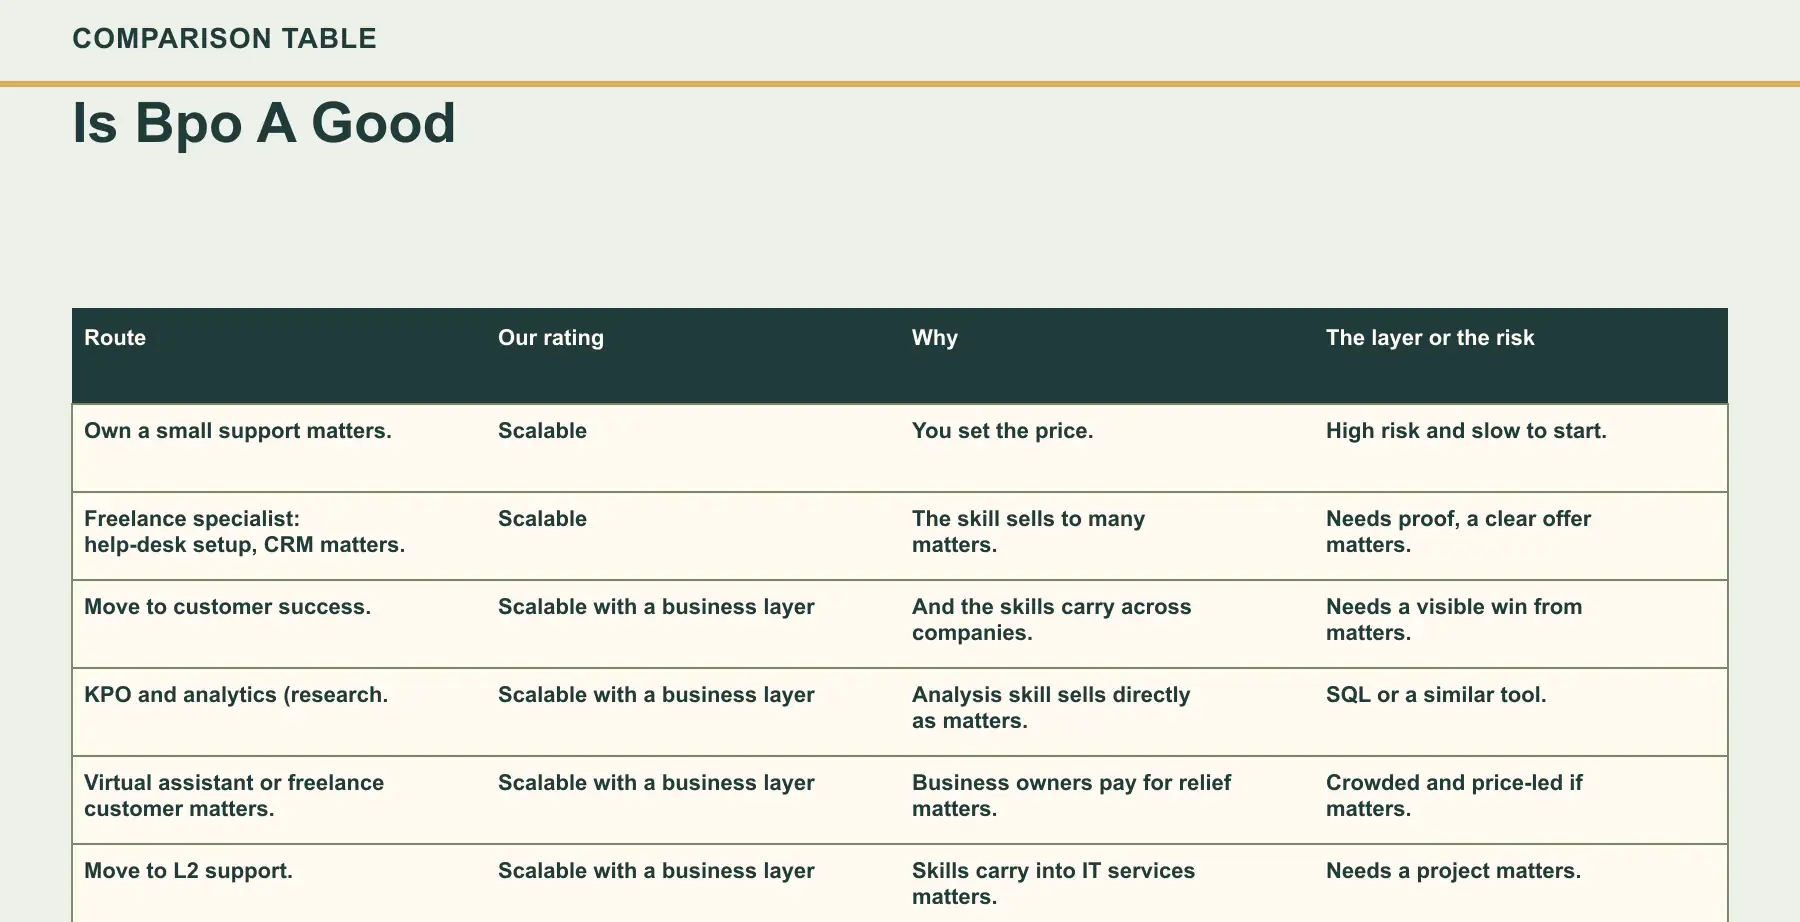 COMPARISON TABLE
Is Bpo A Good
Route Our rating Why The layer or the risk
Own a small support matters. Scalable You set the price. High risk and slow to start.
Freelance specialist: Scalable The skill sells to many Needs proof, a clear offer
help-desk setup, CRM matters. matters. matters.
Move to customer success. Scalable with a business layer And the skills carry across Needs a visible win from
companies. matters.
KPO and analytics (research. Scalable with a business layer Analysis skill sells directly SQL or a similar tool.
as matters.
Virtual assistant or freelance Scalable with a business layer Business owners pay for relief Crowded and price-led if
customer matters. matters. matters.
Move to L2 support. Scalable with a business layer Skills carry into IT services Needs a project matters.
matters.